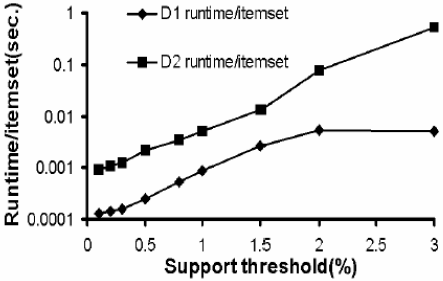 D1 runtime/itemset
D2 runtime/itemset
Runtime/itemset(sec.)
1
0.1
0.01
0.001
0.0001
0 0.5 1 1.5 2 2.5 3
Support threshold(%)